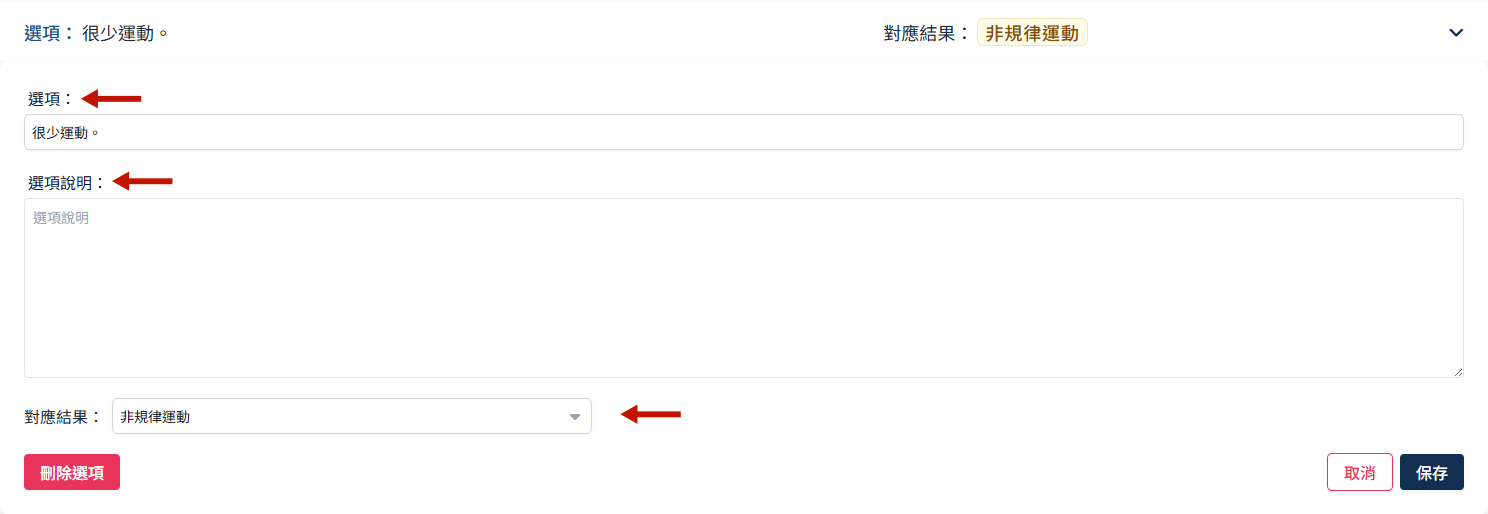 選項： 很少運動。 對應結果： 非規律運動
選項：
很少運動。
選項說明：
選項說明
對應結果： 非規律運動
刪除選項 取消 保存